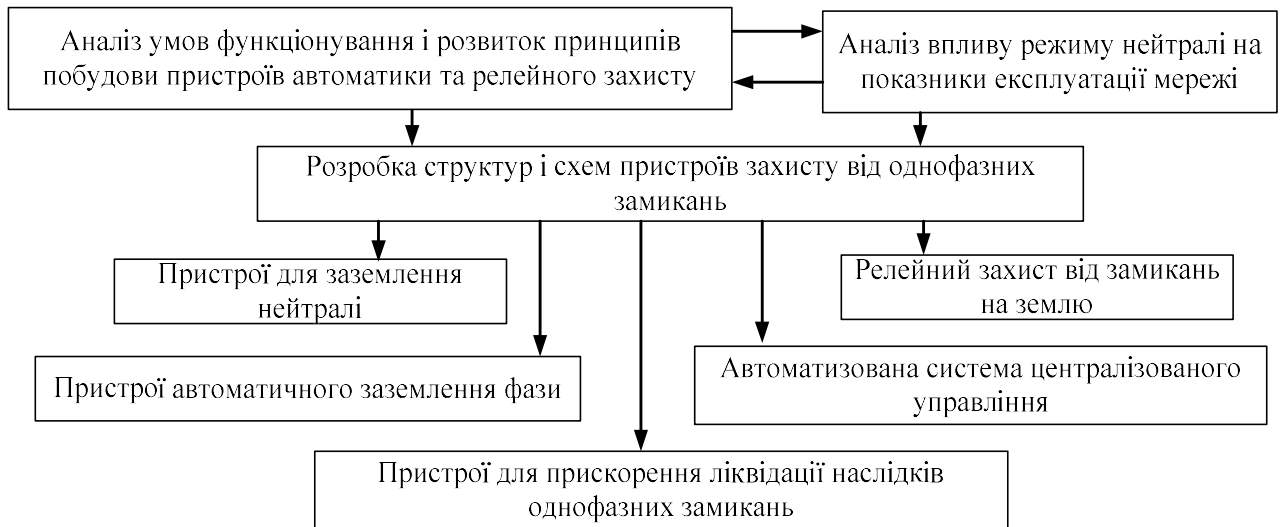 Аналіз умов функціонування і розвиток принципів
побудови пристроїв автоматики та релейного захисту
Аналіз впливу режиму нейтралі на
показники експлуатації мережі
Розробка структур і схем пристроїв захисту від однофазних
замикань
Пристрої для заземлення
нейтралі
Релейний захист від замикань
на землю
Пристрої автоматичного заземлення фази
Автоматизована система централізованого
управління
Пристрої для прискорення ліквідації наслідків
однофазних замикань